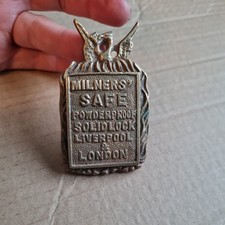 MILNERS'
SAFE
POWDERPROOF
SOLIDLOCK
LIVERPOOL
&
LONDON